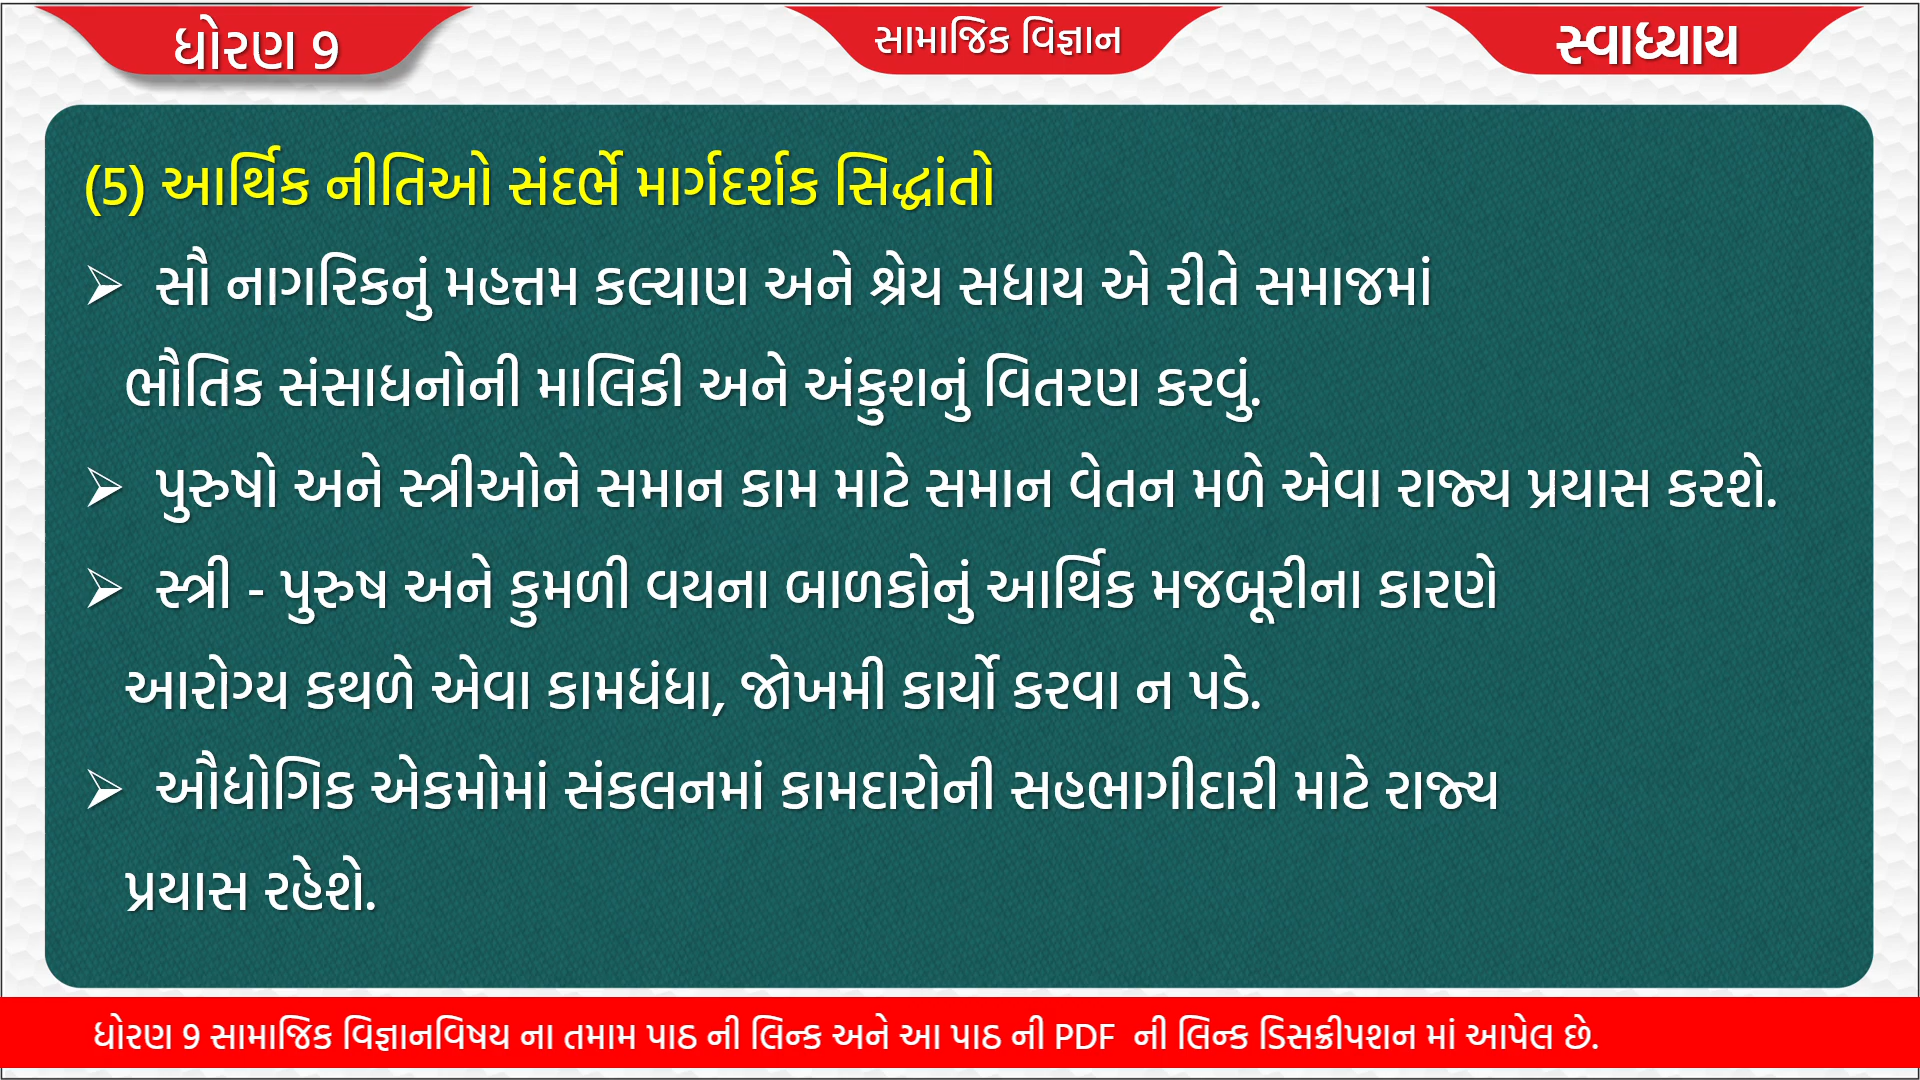 ધોરણ 9
સામાજિક વિજ્ઞાન
સ્વાધ્યાય
(5) આર્થિક નીતિઓ સંદર્ભે માર્ગદર્શક સિદ્ધાંતો
➢ સૌ નાગરિકનું મહત્તમ કલ્યાણ અને શ્રેય સધાય એ રીતે સમાજમાં
ભૌતિક સંસાધનોની માલિકી અને અંકુશનું વિતરણ કરવું.
➢ પુરુષો અને સ્ત્રીઓને સમાન કામ માટે સમાન વેતન મળે એવા રાજ્ય પ્રયાસ કરશે.
➢ સ્ત્રી - પુરુષ અને કુમળી વયના બાળકોનું આર્થિક મજબૂરીના કારણે
આરોગ્ય કથળે એવા કામધંધા, જોખમી કાર્યો કરવા ન પડે.
➢ ઔદ્યોગિક એકમોમાં સંકલનમાં કામદારોની સહભાગીદારી માટે રાજ્ય
પ્રયાસ રહેશે.
ધોરણ 9 સામાજિક વિજ્ઞાનવિષય ના તમામ પાઠ ની લિન્ક અને આ પાઠ ની PDF ની લિન્ક ડિસક્રીપશન માં આપેલ છે.